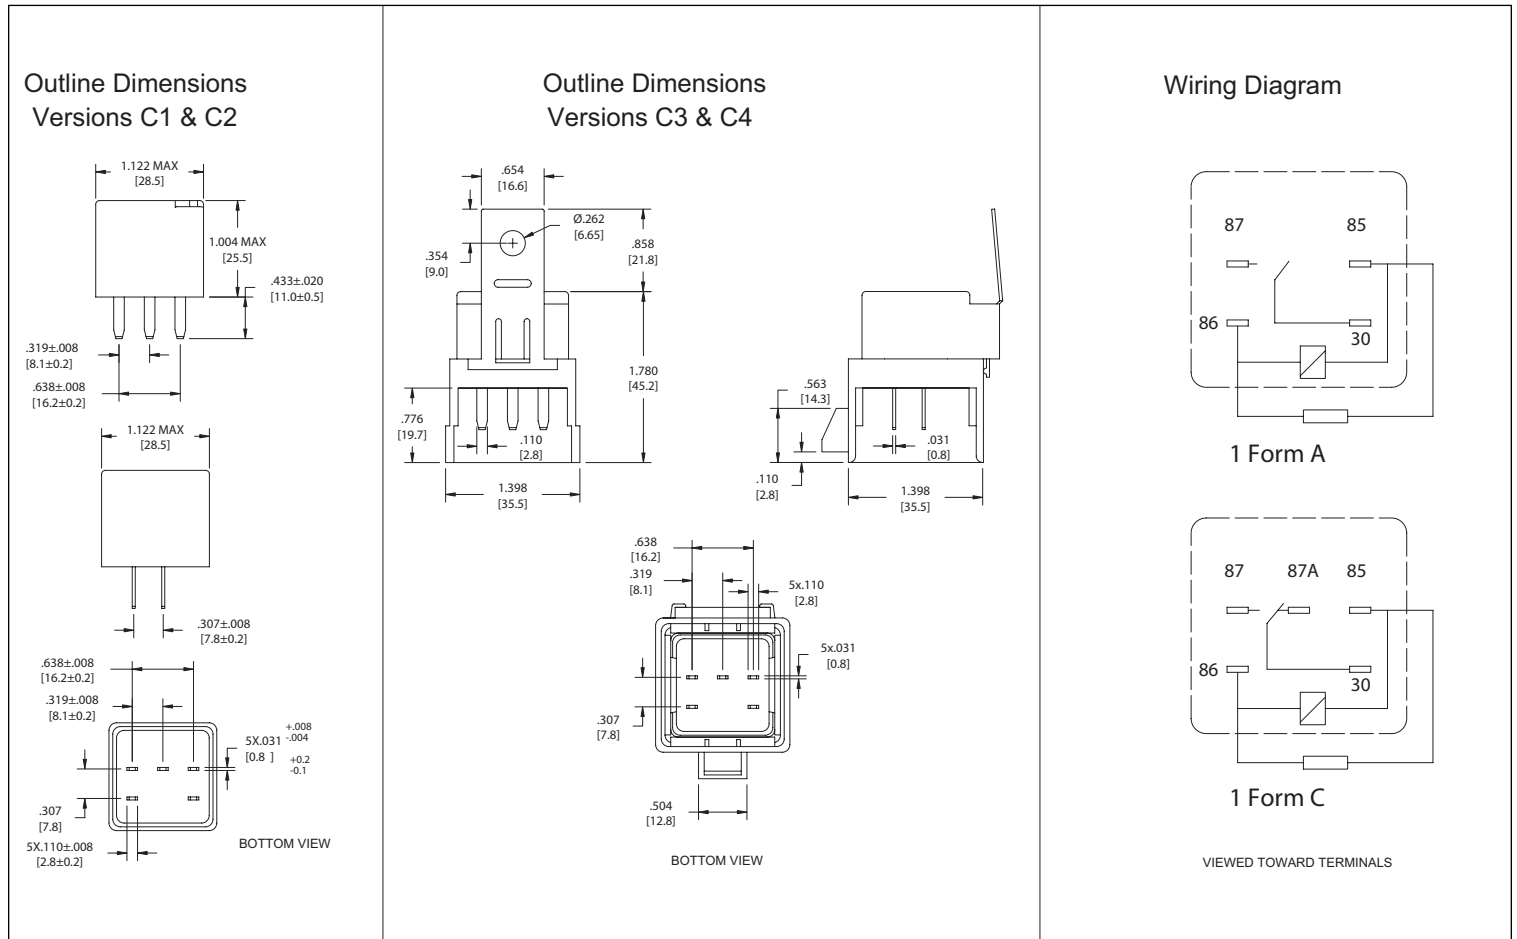 Outline Dimensions
Versions C1 & C2
1.122 MAX
[28.5]
1.004 MAX
[25.5]
.433±.020
[11.0±0.5]
.319±.008
[8.1±0.2]
.638±.008
[16.2±0.2]
1.122 MAX
[28.5]
.307±.008
[7.8±0.2]
.638±.008
[16.2±0.2]
.319±.008
[8.1±0.2]
5X.031 +.008 -.004
[0.8 ] +0.2 -0.1
.307
[7.8]
5X.110±.008
[2.8±0.2]
BOTTOM VIEW
Outline Dimensions
Versions C3 & C4
.654
[16.6]
Ø.262
[6.65]
.354
[9.0]
.858
[21.8]
1.780
[45.2]
.776
[19.7]
.110
[2.8]
1.398
[35.5]
.563
[14.3]
.031
[0.8]
.110
[2.8]
1.398
[35.5]
.638
[16.2]
.319
[8.1]
5x.110
[2.8]
5x.031
[0.8]
.307
[7.8]
.504
[12.8]
BOTTOM VIEW
Wiring Diagram
87 85
86 30
1 Form A
87 87A 85
86 30
1 Form C
VIEWED TOWARD TERMINALS